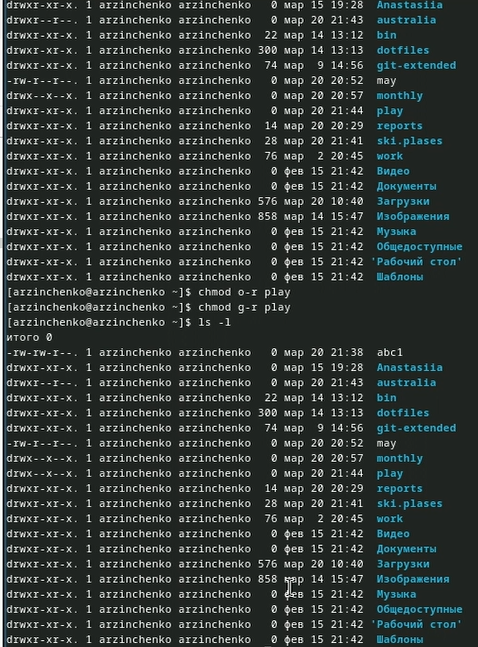 drwxr-xr-x. 1 arzinchenko arzinchenko   0 мар 15 19:28  Anastasiia
drwxr--r--. 1 arzinchenko arzinchenko   0 мар 20 21:43  australia
drwxr-xr-x. 1 arzinchenko arzinchenko  22 мар 14 13:12  bin
drwxr-xr-x. 1 arzinchenko arzinchenko 300 мар 14 13:13  dotfiles
drwxr-xr-x. 1 arzinchenko arzinchenko  74 мар  9 14:56  git-extended
-rw-r--r--. 1 arzinchenko arzinchenko   0 мар 20 20:52  may
drwx--x--x. 1 arzinchenko arzinchenko   0 мар 20 20:57  monthly
drwxr-xr-x. 1 arzinchenko arzinchenko   0 мар 20 21:44  play
drwxr-xr-x. 1 arzinchenko arzinchenko  14 мар 20 20:29  reports
drwxr-xr-x. 1 arzinchenko arzinchenko  28 мар 20 21:41  ski.plases
drwxr-xr-x. 1 arzinchenko arzinchenko  76 мар  2 20:45  work
drwxr-xr-x. 1 arzinchenko arzinchenko   0 фев 15 21:42  Видео
drwxr-xr-x. 1 arzinchenko arzinchenko   0 фев 15 21:42  Документы
drwxr-xr-x. 1 arzinchenko arzinchenko 576 мар 20 10:40  Загрузки
drwxr-xr-x. 1 arzinchenko arzinchenko 858 мар 14 15:47  Изображения
drwxr-xr-x. 1 arzinchenko arzinchenko   0 фев 15 21:42  Музыка
drwxr-xr-x. 1 arzinchenko arzinchenko   0 фев 15 21:42  Общедоступные
drwxr-xr-x. 1 arzinchenko arzinchenko   0 фев 15 21:42 'Рабочий стол'
drwxr-xr-x. 1 arzinchenko arzinchenko   0 фев 15 21:42  Шаблоны
[arzinchenko@arzinchenko ~]$ chmod o-r play
[arzinchenko@arzinchenko ~]$ chmod g-r play
[arzinchenko@arzinchenko ~]$ ls -l
итого 0
-rw-rw-r--. 1 arzinchenko arzinchenko   0 мар 20 21:38  abc1
drwxr-xr-x. 1 arzinchenko arzinchenko   0 мар 15 19:28  Anastasiia
drwxr--r--. 1 arzinchenko arzinchenko   0 мар 20 21:43  australia
drwxr-xr-x. 1 arzinchenko arzinchenko  22 мар 14 13:12  bin
drwxr-xr-x. 1 arzinchenko arzinchenko 300 мар 14 13:13  dotfiles
drwxr-xr-x. 1 arzinchenko arzinchenko  74 мар  9 14:56  git-extended
-rw-r--r--. 1 arzinchenko arzinchenko   0 мар 20 20:52  may
drwx--x--x. 1 arzinchenko arzinchenko   0 мар 20 20:57  monthly
drwx--x--x. 1 arzinchenko arzinchenko   0 мар 20 21:44  play
drwxr-xr-x. 1 arzinchenko arzinchenko  14 мар 20 20:29  reports
drwxr-xr-x. 1 arzinchenko arzinchenko  28 мар 20 21:41  ski.plases
drwxr-xr-x. 1 arzinchenko arzinchenko  76 мар  2 20:45  work
drwxr-xr-x. 1 arzinchenko arzinchenko   0 фев 15 21:42  Видео
drwxr-xr-x. 1 arzinchenko arzinchenko   0 фев 15 21:42  Документы
drwxr-xr-x. 1 arzinchenko arzinchenko 576 мар 20 10:40  Загрузки
drwxr-xr-x. 1 arzinchenko arzinchenko 858 мар 14 15:47  Изображения
drwxr-xr-x. 1 arzinchenko arzinchenko   0 фев 15 21:42  Музыка
drwxr-xr-x. 1 arzinchenko arzinchenko   0 фев 15 21:42  Общедоступные
drwxr-xr-x. 1 arzinchenko arzinchenko   0 фев 15 21:42 'Рабочий стол'
drwxr-xr-x. 1 arzinchenko arzinchenko   0 фев 15 21:42  Шаблоны